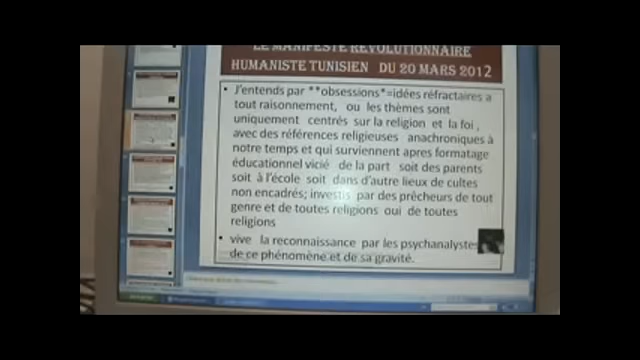 LE MANIFESTE REVOLUTIONNAIRE
HUMANISTE TUNISIEN DU 20 MARS 2012
• J'entends par **obsessions*=idées réfractaires a
tout raisonnement, ou les thèmes sont
uniquement centrés sur la religion et la foi ,
avec des références religieuses anachroniques à
notre temps et qui surviennent apres formatage
éducationnel vicié de la part soit des parents
soit à l'école soit dans d'autre lieux de cultes
non encadrés; investis par des prêcheurs de tout
genre et de toutes religions oui de toutes
religions
• vive la reconnaissance par les psychanalystes
de ce phénomène et de sa gravité.